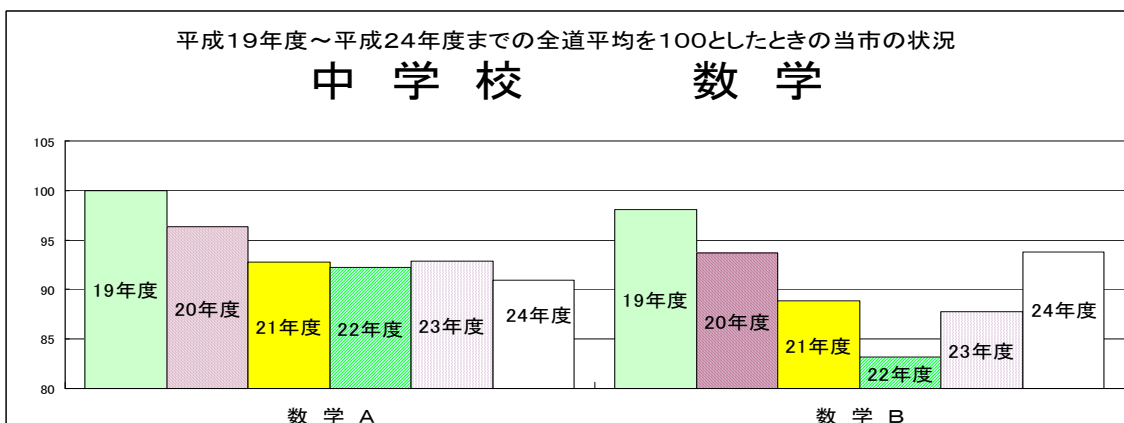 平成19年度～平成24年度までの全道平均を100としたときの当市の状況
中 学 校 数 学
105
100
95
90
85
80
19年度
20年度
21年度
22年度
23年度
24年度
19年度
20年度
21年度
22年度
23年度
24年度
数 学 A
数 学 B